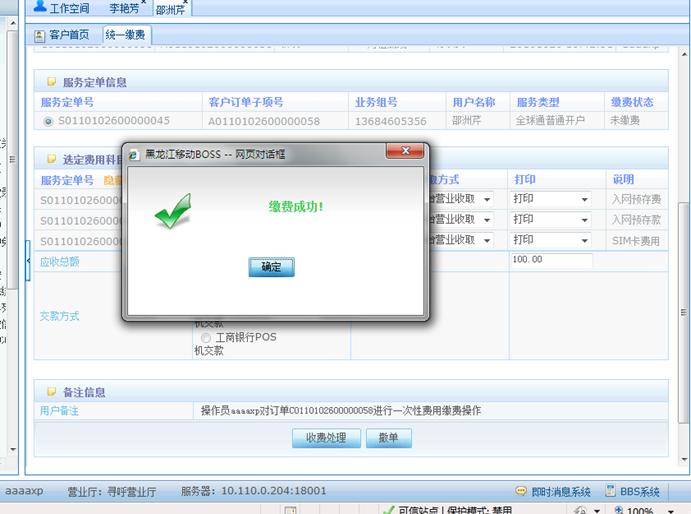 工作空间 李艳芳 邵洲芹
客户首页 统一缴费
服务定单信息
服务定单号 客户订单子项号 业务组号 用户名称 服务类型 缴费状态
S0110102600000045 A0110102600000058 13684605356 邵洲芹 全球通普通开户 未缴费
选定费用科目
服务定单号 打印 说明
营业收取 打印 入网预存费
营业收取 打印 入网预存款
营业收取 打印 SIM卡费用
黑龙江移动BOSS -- 网页对话框
缴费成功!
确定
应收总额 100.00
交款方式
机交款
工商银行POS
机交款
备注信息
用户备注 操作员aaaaxp对订单C0110102600000058进行一次性费用缴费操作
收费处理 撤单
aaaaxp 营业厅：寻呼营业厅 服务器：10.110.0.204:18001 即时消息系统 BBS系统
可信站点 | 保护模式: 禁用 100%